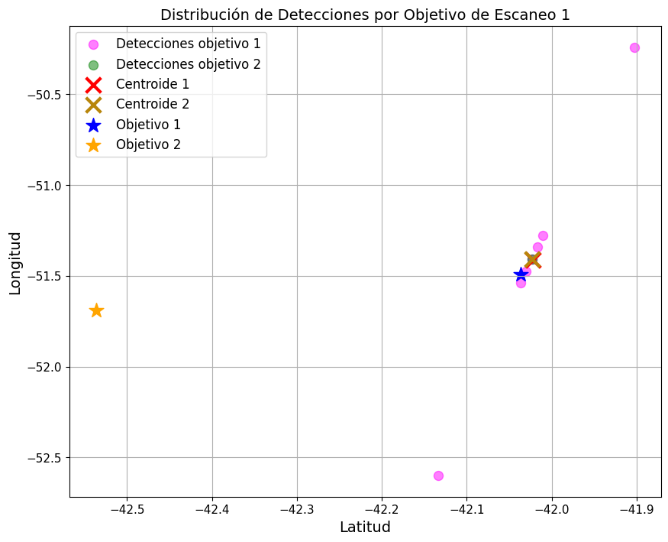 Distribución de Detecciones por Objetivo de Escaneo 1
Detecciones objetivo 1
Detecciones objetivo 2
Centroide 1
Centroide 2
Objetivo 1
Objetivo 2
−50.5
−51.0
−51.5
−52.0
−52.5
Longitud
−42.5 −42.4 −42.3 −42.2 −42.1 −42.0 −41.9
Latitud